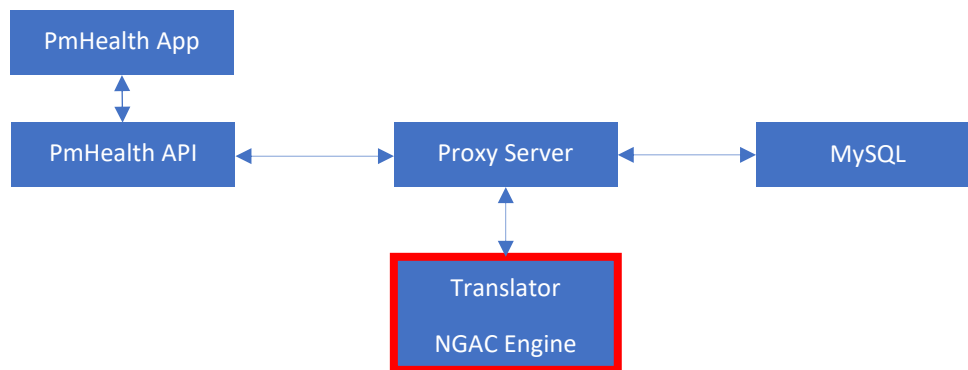 PmHealth App
PmHealth API
Proxy Server
MySQL
Translator
NGAC Engine